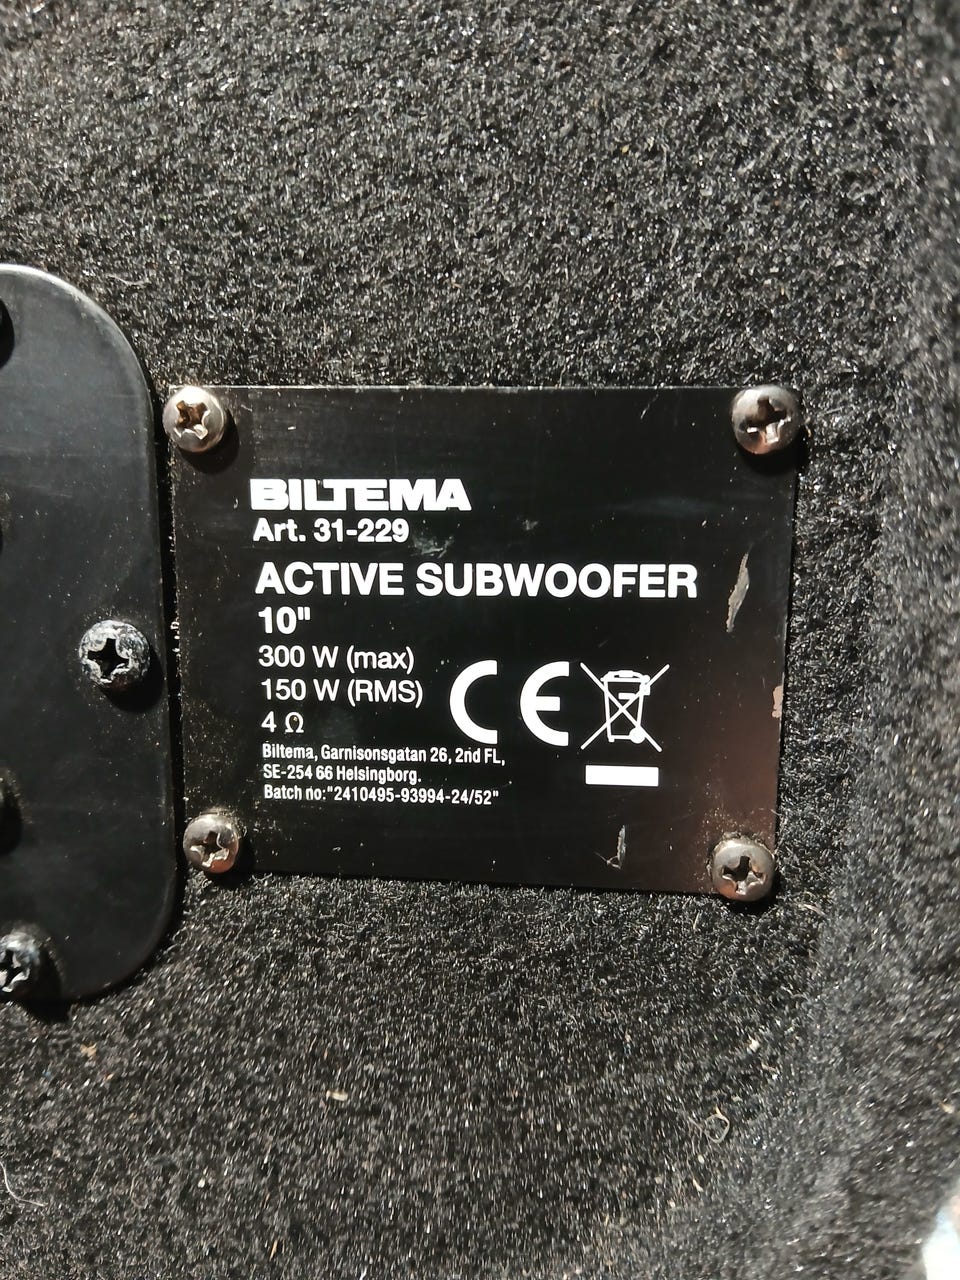 BILTEMA
Art. 31-229
ACTIVE SUBWOOFER
10"
300 W (max)
150 W (RMS)
4 Ω
CE
Biltema, Garnisonsgatan 26, 2nd FL,
SE-254 66 Helsingborg.
Batch no:"2410495-93994-24/52"